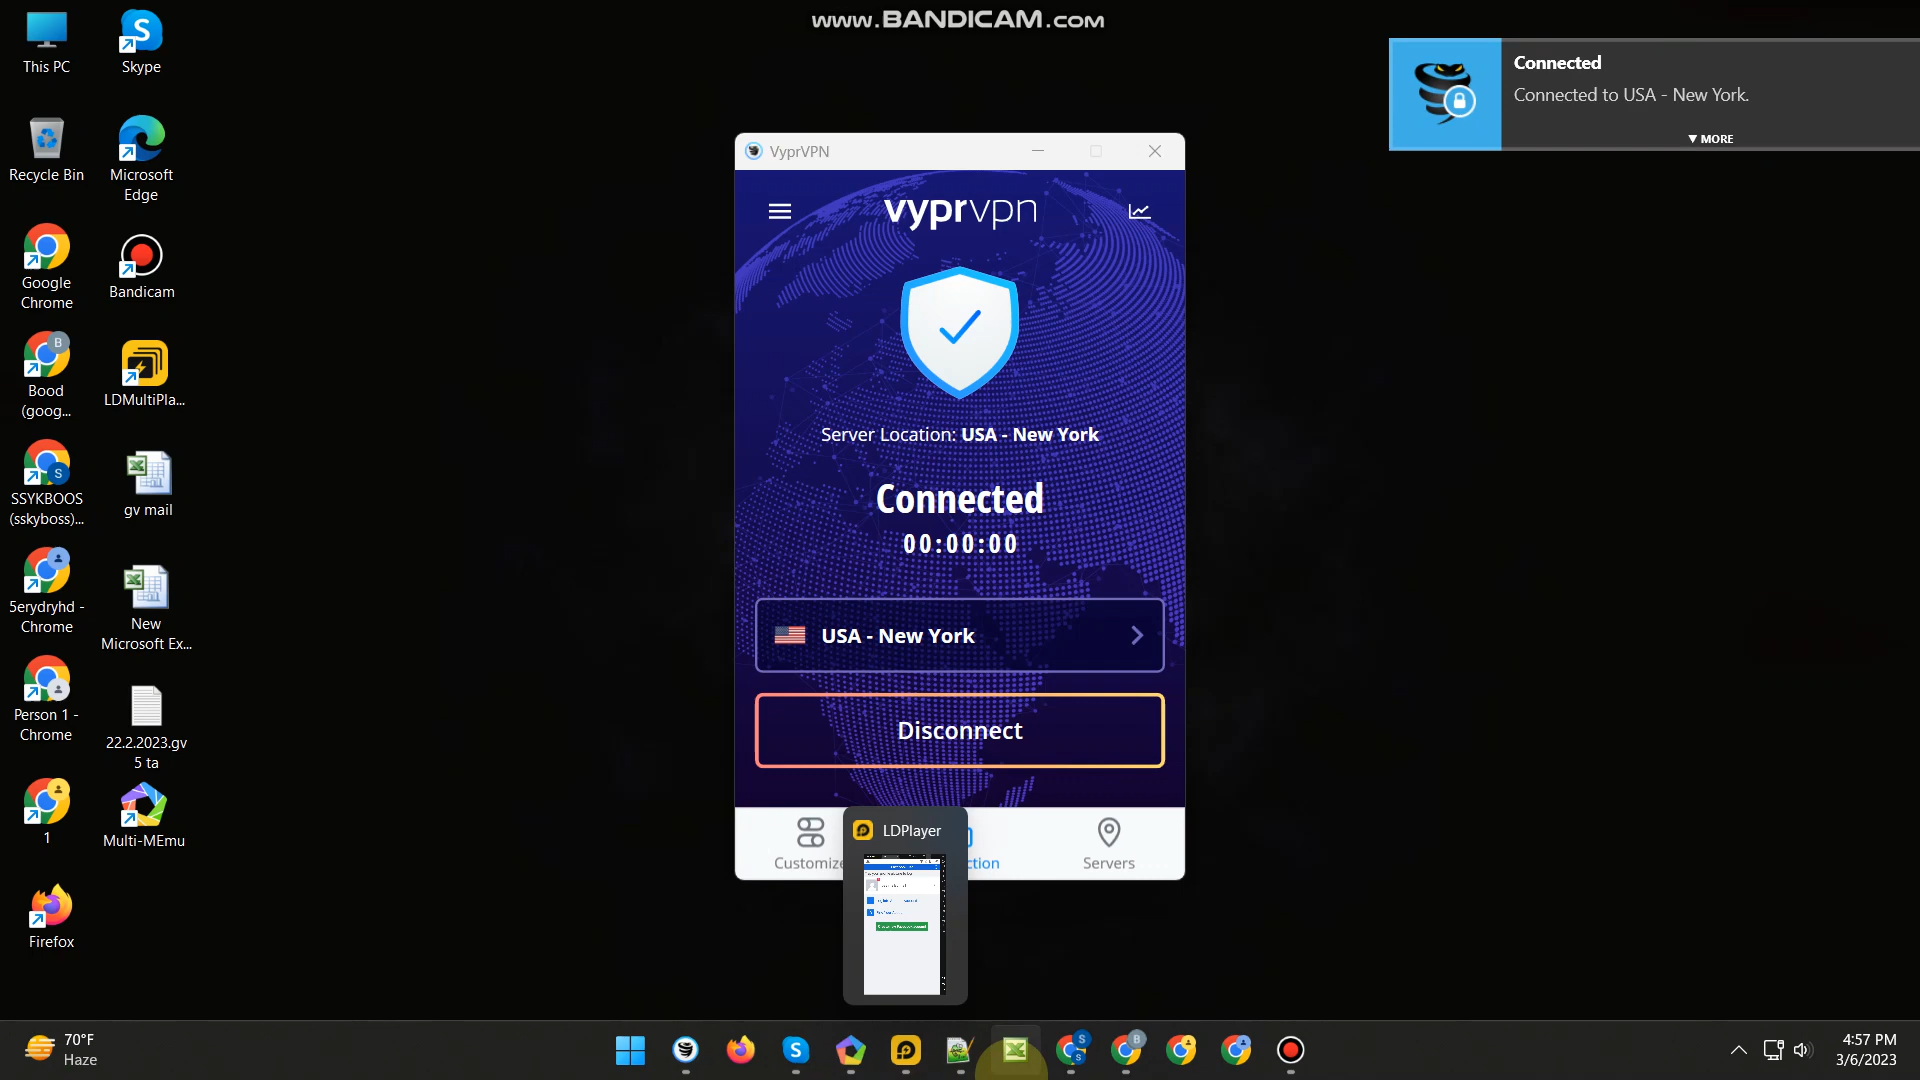 www.BANDICAM.com
This PC
Skype
Recycle Bin
Microsoft
Edge
Google
Chrome
Bandicam
B
Bood
(goog...
LDMultiPla...
S
SSYKBOOS
(sskyboss)...
gv mail
5erydryhd -
Chrome
New
Microsoft Ex...
Person 1 -
Chrome
22.2.2023.gv
5 ta
1
Multi-MEmu
Firefox
Connected
Connected to USA - New York.
MORE
VyprVPN
vyprvpn
Server Location: USA - New York
Connected
00:00:00
USA - New York
Disconnect
Customize
ction
Servers
LDPlayer
70°F
Haze
S
S
B
4:57 PM
3/6/2023